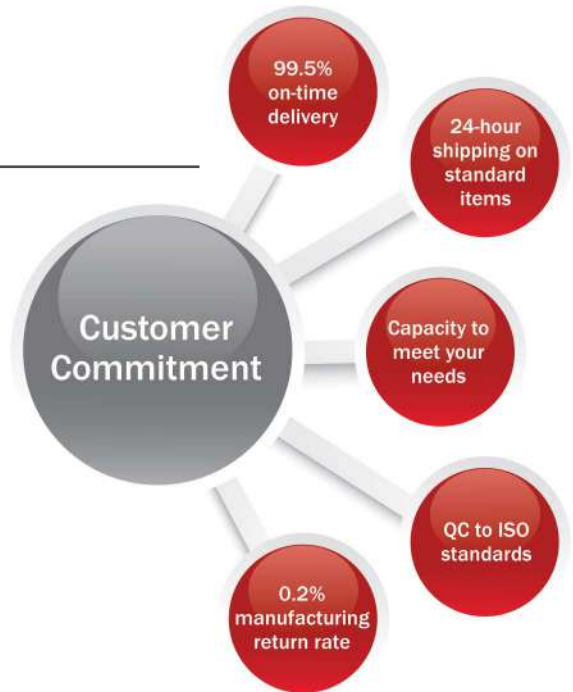 99.5%
on-time
delivery
24-hour
shipping on
standard
items
Customer
Commitment
Capacity to
meet your
needs
QC to ISO
standards
0.2%
manufacturing
return rate